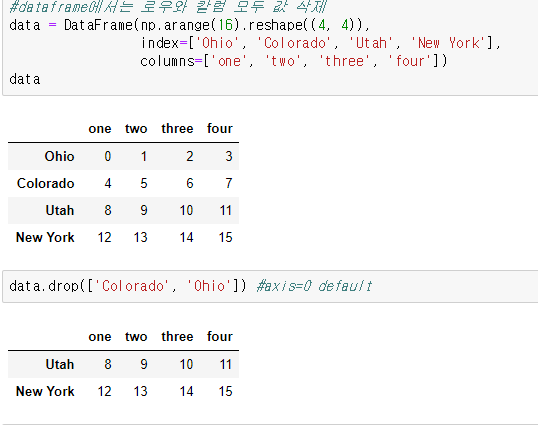 #dataframe에서는 로우와 칼럼 모두 값 삭제
data = DataFrame(np.arange(16).reshape((4, 4)),
index=['Ohio', 'Colorado', 'Utah', 'New York'],
columns=['one', 'two', 'three', 'four'])
data
one two three four
Ohio 0 1 2 3
Colorado 4 5 6 7
Utah 8 9 10 11
New York 12 13 14 15
data.drop(['Colorado', 'Ohio']) #axis=0 default
one two three four
Utah 8 9 10 11
New York 12 13 14 15